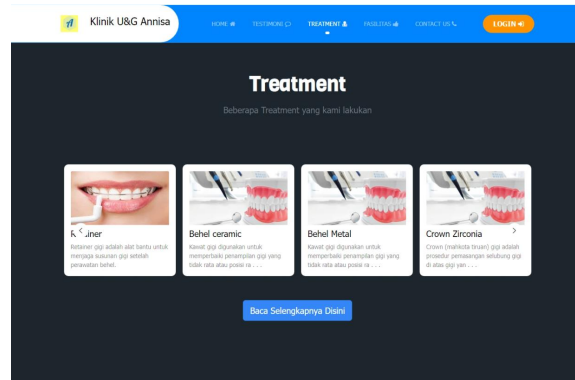 Klinik U&G Annisa
HOME TESTIMONI TREATMENT FASILITAS CONTACT US LOGIN
Treatment
Beberapa Treatment yang kami lakukan
Behel ceramic
Behel Metal
Crown Zirconia
Retainer gigi adalah alat bantu untuk
menjaga susunan gigi setelah
perawatan behel.
Kawat gigi digunakan untuk
memperbaiki penampilan gigi yang
tidak rata atau posisi ra . . .
Kawat gigi digunakan untuk
memperbaiki penampilan gigi yang
tidak rata atau posisi ra . . .
Crown (mahkota tiruan) gigi adalah
prosedur pemasangan selubung gigi
di atas gigi yan . . .
Baca Selengkapnya Disini